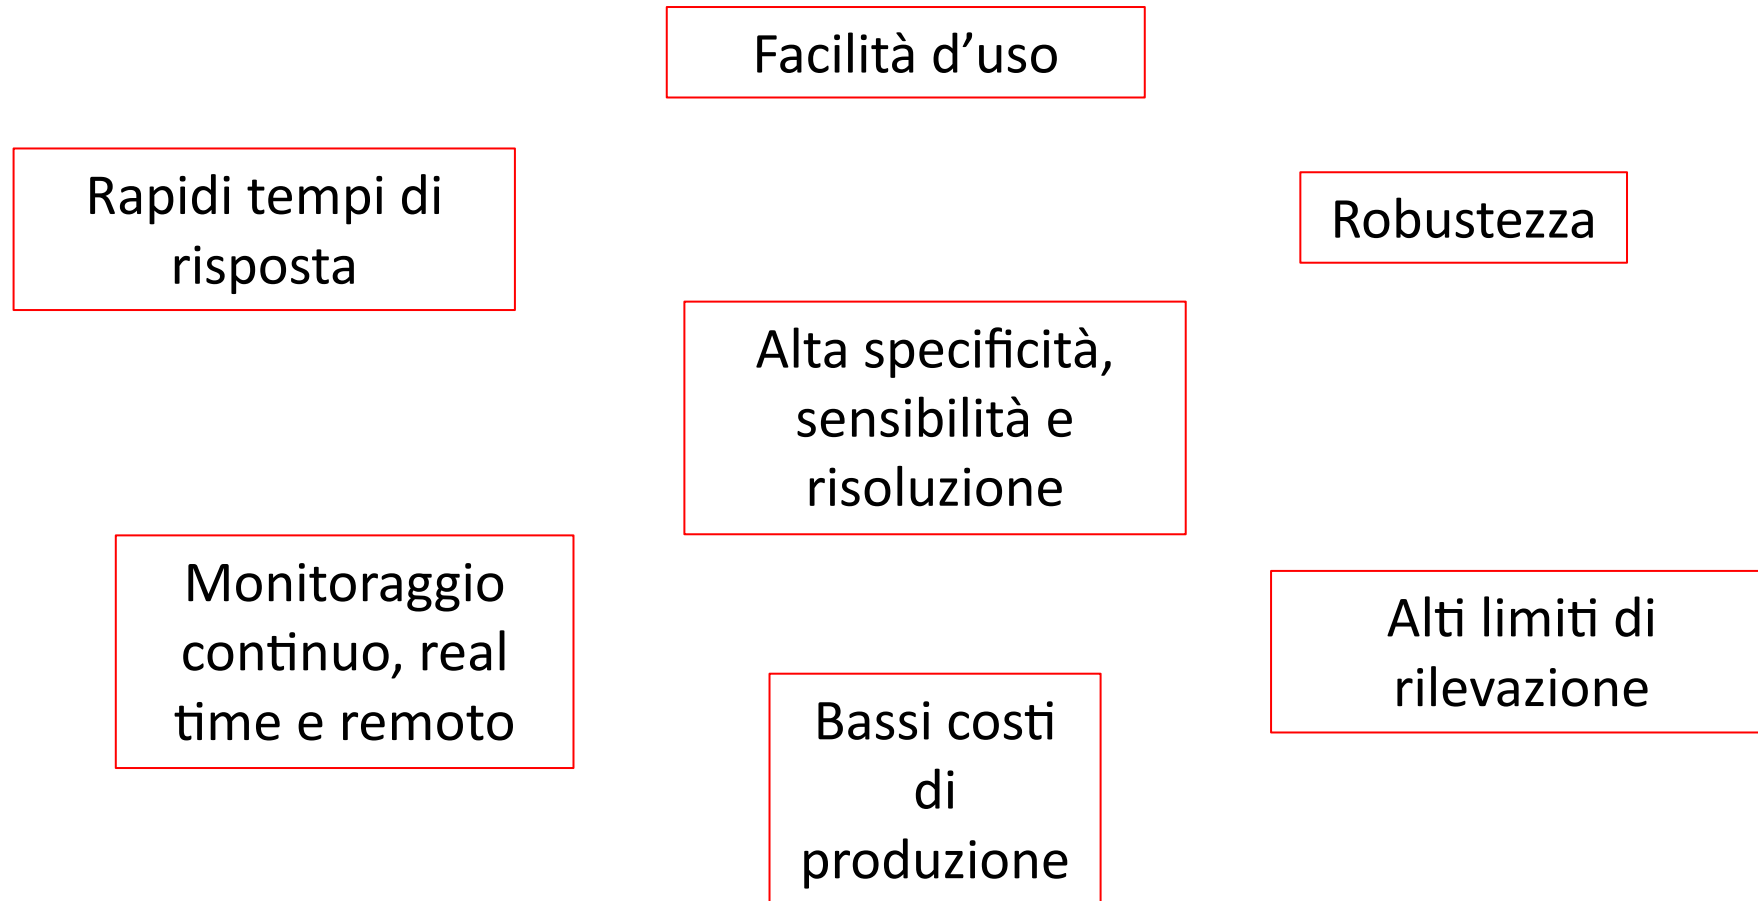 Facilità d’uso
Rapidi tempi di
risposta
Robustezza
Alta specificità,
sensibilità e
risoluzione
Monitoraggio
continuo, real
time e remoto
Alti limiti di
rilevazione
Bassi costi
di
produzione